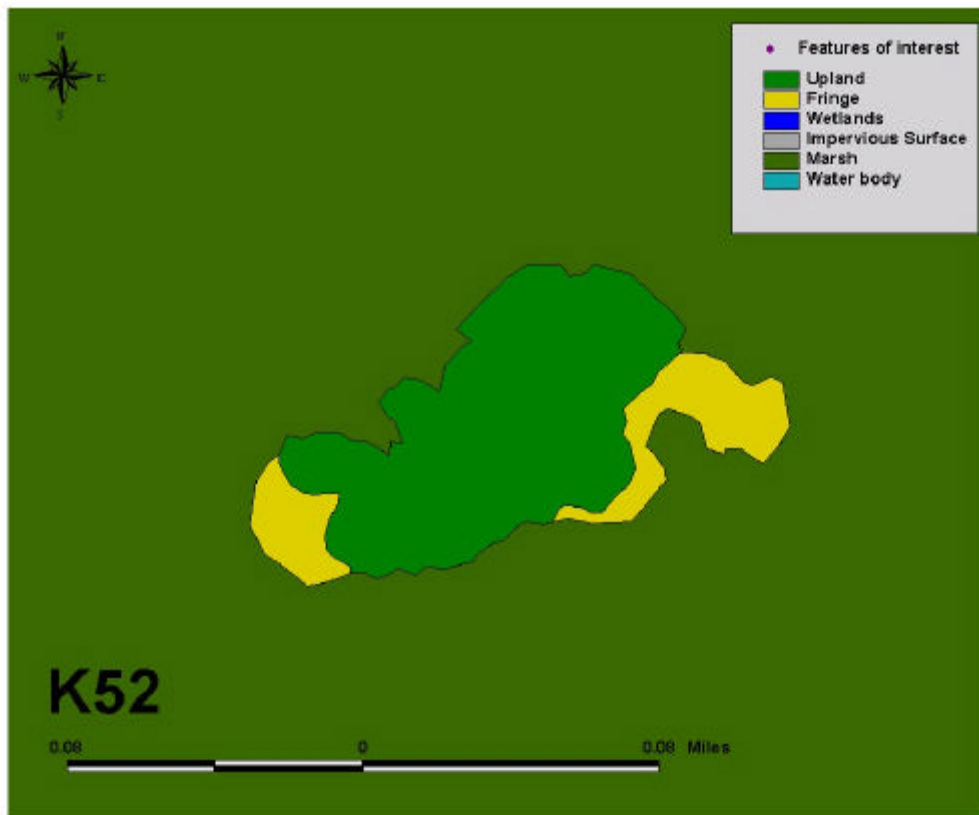 N
W E
S
Features of interest
Upland
Fringe
Wetlands
Impervious Surface
Marsh
Water body
K52
0.08 0 0.08 Miles